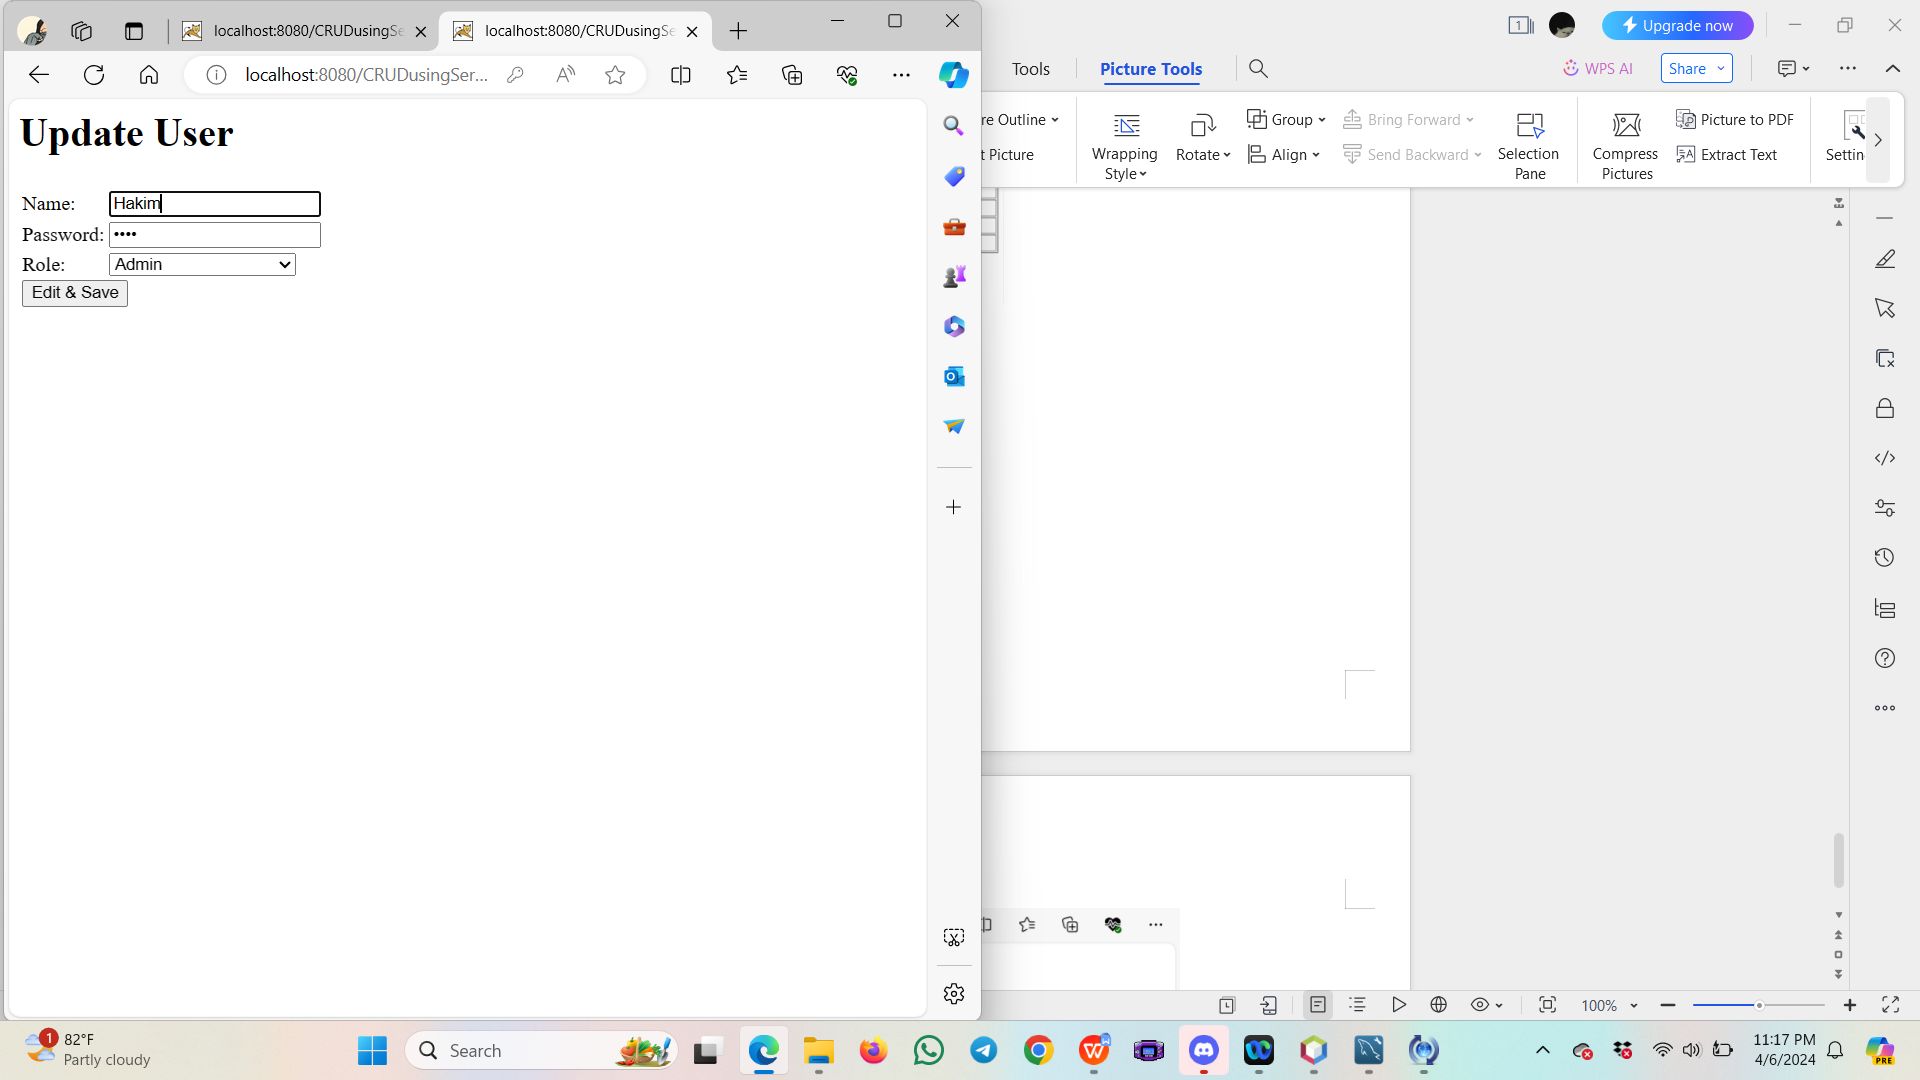 localhost:8080/CRUDusingSe
localhost:8080/CRUDusingSe
localhost:8080/CRUDusingSer...
Update User
Name: Hakim
Password: ••••
Role: Admin
Edit & Save
1
Upgrade now
Tools
Picture Tools
WPS AI
Share
re Outline
t Picture
Wrapping
Style
Rotate
Group
Align
Bring Forward
Send Backward
Selection
Pane
Compress
Pictures
Picture to PDF
Extract Text
Settin
100%
1
82°F
Partly cloudy
Search
11:17 PM
4/6/2024
PRE